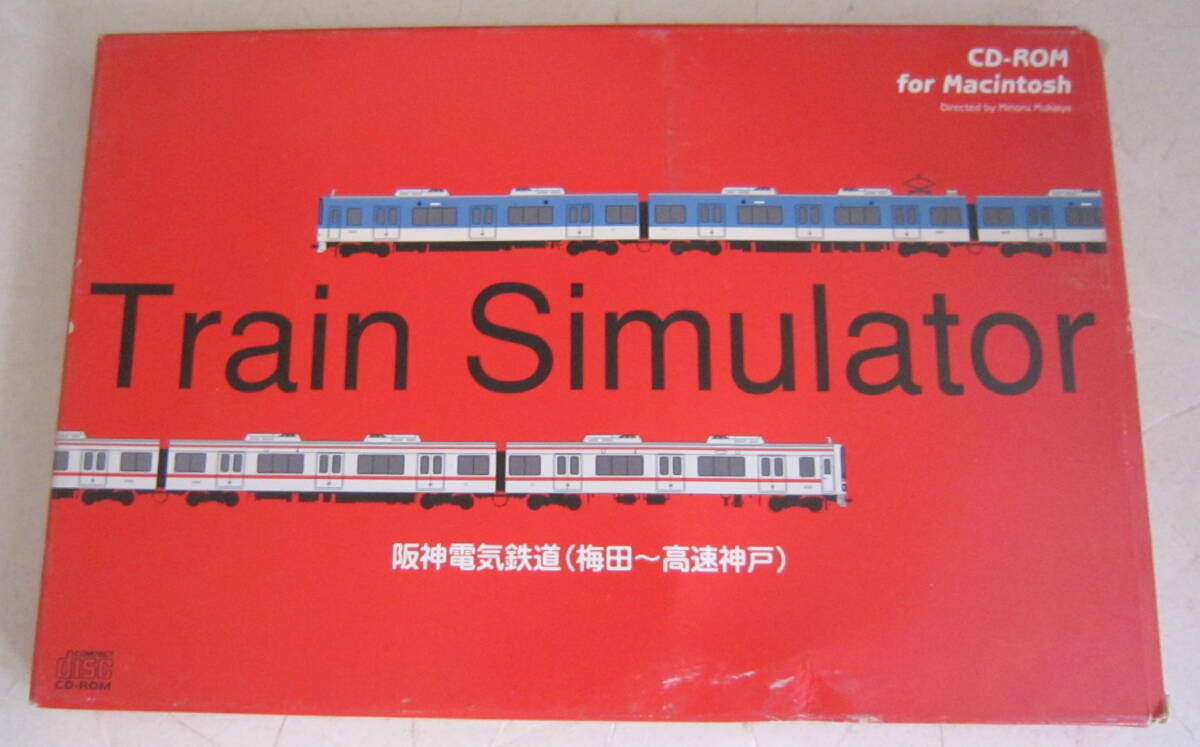 CD-ROM
for Macintosh
Directed by Minoru Mukaiya
Train Simulator
阪神電気鉄道(梅田～高速神戸)
COMPACT
disc
CD-ROM